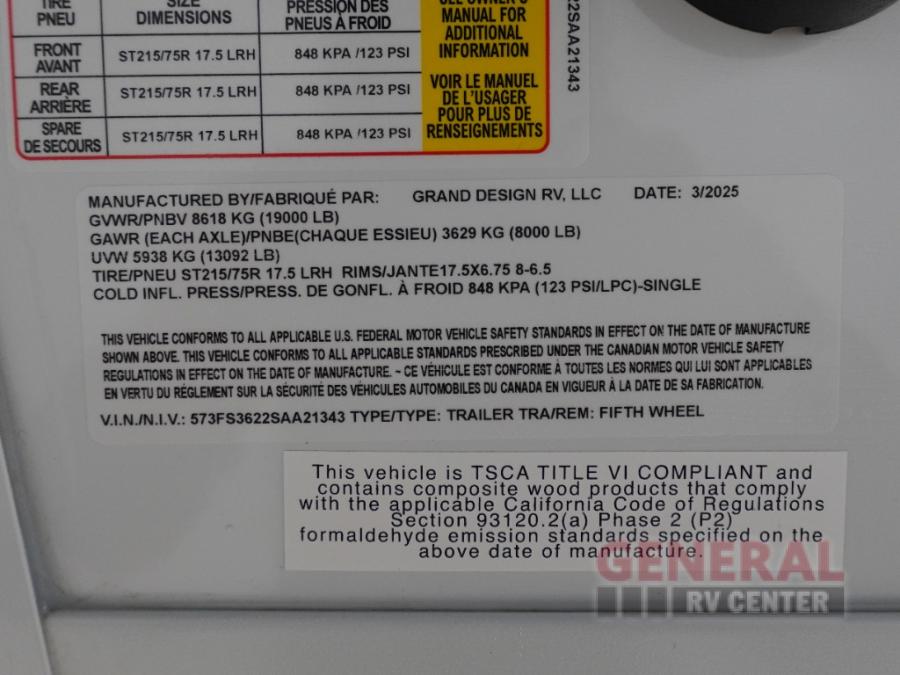 TIRE SIZE PRESSION DES SEE OWNER'S
PNEU DIMENSIONS PNEUS À FROID MANUAL FOR
ADDITIONAL
INFORMATION
FRONT ST215/75R 17.5 LRH 848 KPA /123 PSI
AVANT
REAR ST215/75R 17.5 LRH 848 KPA /123 PSI
ARRIÈRE
SPARE ST215/75R 17.5 LRH 848 KPA /123 PSI
DE SECOURS
VOIR LE MANUEL
DE L'USAGER
POUR PLUS DE
RENSEIGNEMENTS
22SAA21343
MANUFACTURED BY/FABRIQUÉ PAR: GRAND DESIGN RV, LLC DATE: 3/2025
GVWR/PNBV 8618 KG (19000 LB)
GAWR (EACH AXLE)/PNBE(CHAQUE ESSIEU) 3629 KG (8000 LB)
UVW 5938 KG (13092 LB)
TIRE/PNEU ST215/75R 17.5 LRH RIMS/JANTE17.5X6.75 8-6.5
COLD INFL. PRESS/PRESS. DE GONFL. À FROID 848 KPA (123 PSI/LPC)-SINGLE
THIS VEHICLE CONFORMS TO ALL APPLICABLE U.S. FEDERAL MOTOR VEHICLE SAFETY STANDARDS IN EFFECT ON THE DATE OF MANUFACTURE
SHOWN ABOVE. THIS VEHICLE CONFORMS TO ALL APPLICABLE STANDARDS PRESCRIBED UNDER THE CANADIAN MOTOR VEHICLE SAFETY
REGULATIONS IN EFFECT ON THE DATE OF MANUFACTURE. ~ CE VÉHICULE EST CONFORME À TOUTES LES NORMES QUI LUI SONT APPLICABLES
EN VERTU DU RÉGLEMENT SUR LA SÉCURITÉ DES VÉHICULES AUTOMOBILES DU CANADA EN VIGUEUR À LA DATE DE SA FABRICATION.
V.I.N./N.I.V.: 573FS3622SAA21343 TYPE/TYPE: TRAILER TRA/REM: FIFTH WHEEL
This vehicle is TSCA TITLE VI COMPLIANT and
contains composite wood products that comply
with the applicable California Code of Regulations
Section 93120.2(a) Phase 2 (P2)
formaldehyde emission standards specified on the
above date of manufacture.
GENERAL
RV CENTER